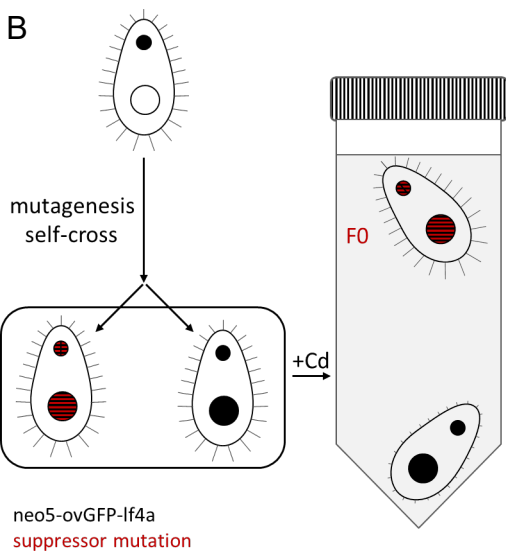 B
mutagenesis
self-cross
F0
+Cd
neo5-ovGFP-lf4a
suppressor mutation